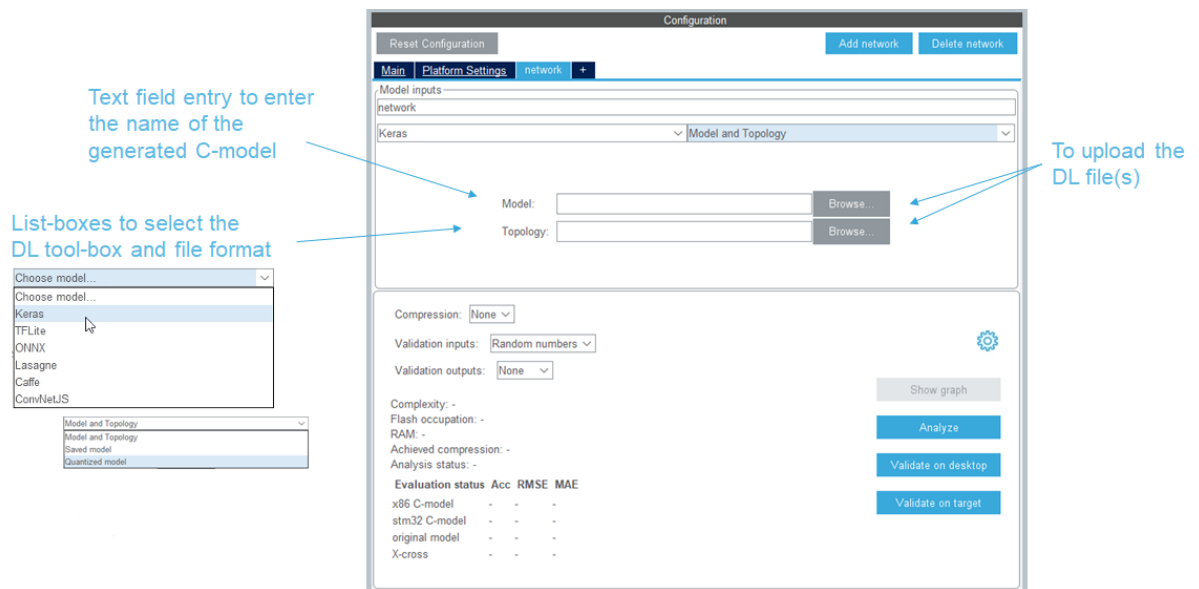 Configuration
Reset Configuration
Add network
Delete network
Main
Platform Settings
network
+
Model inputs
network
Keras
Model and Topology
Text field entry to enter
the name of the
generated C-model
To upload the
DL file(s)
Model:
Browse...
Topology:
Browse...
List-boxes to select the
DL tool-box and file format
Choose model...
Choose model...
Keras
TFLite
ONNX
Lasagne
Caffe
ConvNetJS
Model and Topology
Model and Topology
Saved model
Quantized model
Compression: None
Validation inputs: Random numbers
Validation outputs: None
Complexity: -
Flash occupation: -
RAM: -
Achieved compression: -
Analysis status: -
Evaluation status Acc RMSE MAE
x86 C-model - - -
stm32 C-model - - -
original model - - -
X-cross - - -
Show graph
Analyze
Validate on desktop
Validate on target